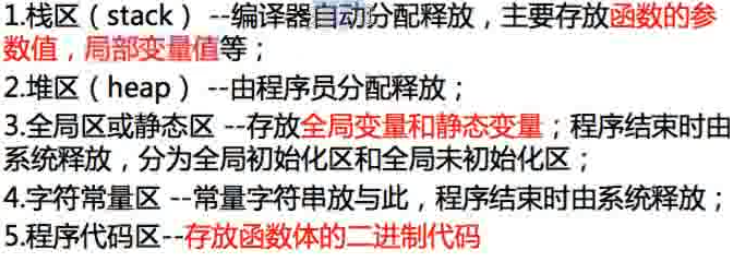 1.栈区（stack） --编译器自动分配释放，主要存放函数的参
数值，局部变量值等；
2.堆区（heap） --由程序员分配释放；
3.全局区或静态区 --存放全局变量和静态变量；程序结束时由
系统释放，分为全局初始化区和全局未初始化区；
4.字符常量区 --常量字符串放与此，程序结束时由系统释放；
5.程序代码区--存放函数体的二进制代码